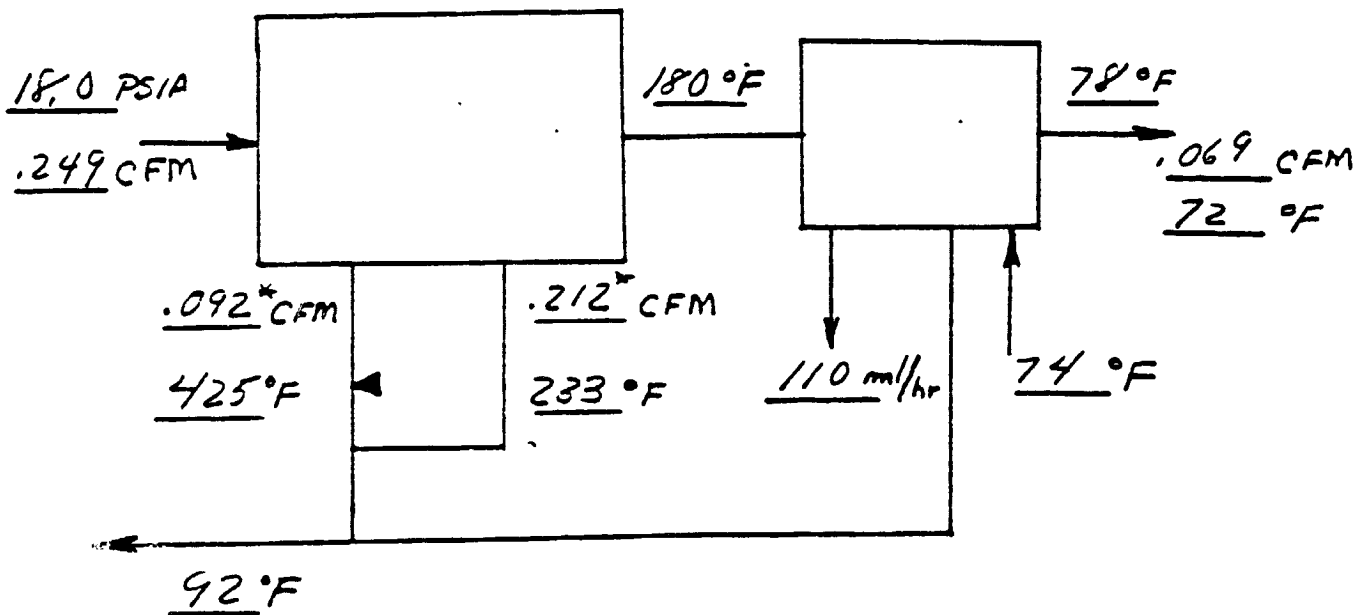 18.0 PSIA
.249 CFM
180 °F
78 °F
.069 CFM
72 °F
.092* CFM
.212* CFM
425 °F
233 °F
110 ml/hr
74 °F
92 °F